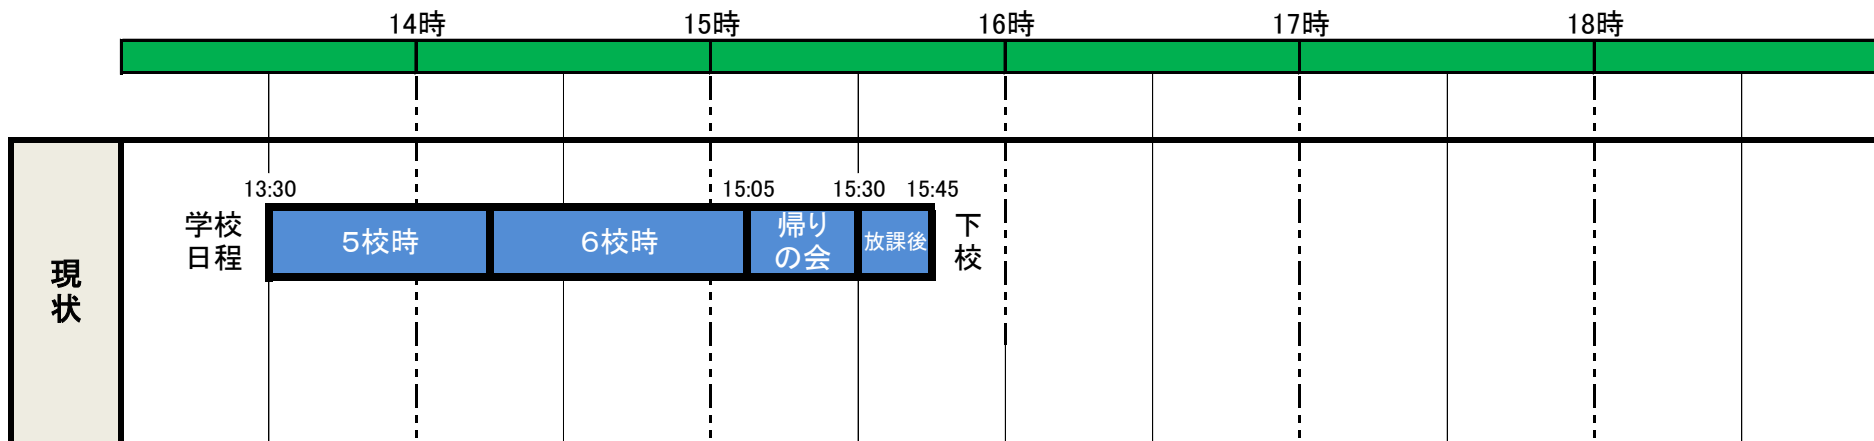 14時
15時
16時
17時
18時
現
状
13:30
15:05
15:30
15:45
学校
日程
5校時
6校時
帰り
の会
放課後
下
校